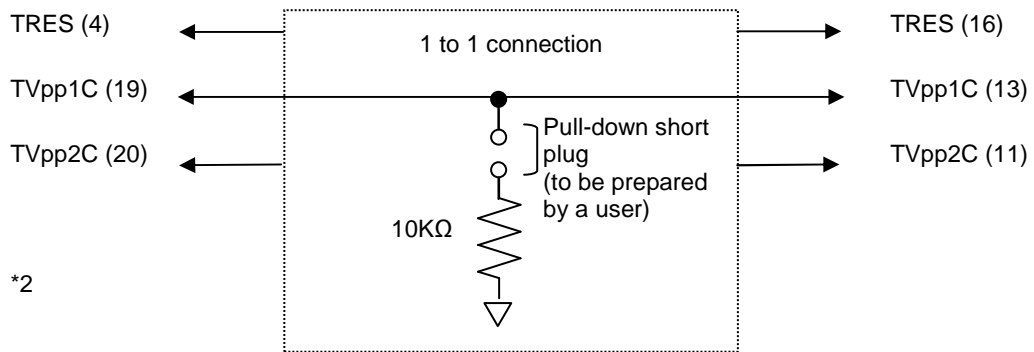 TRES (4)
1 to 1 connection
TRES (16)
TVpp1C (19)
TVpp1C (13)
TVpp2C (20)
Pull-down short
plug
(to be prepared
by a user)
TVpp2C (11)
10KΩ
*2